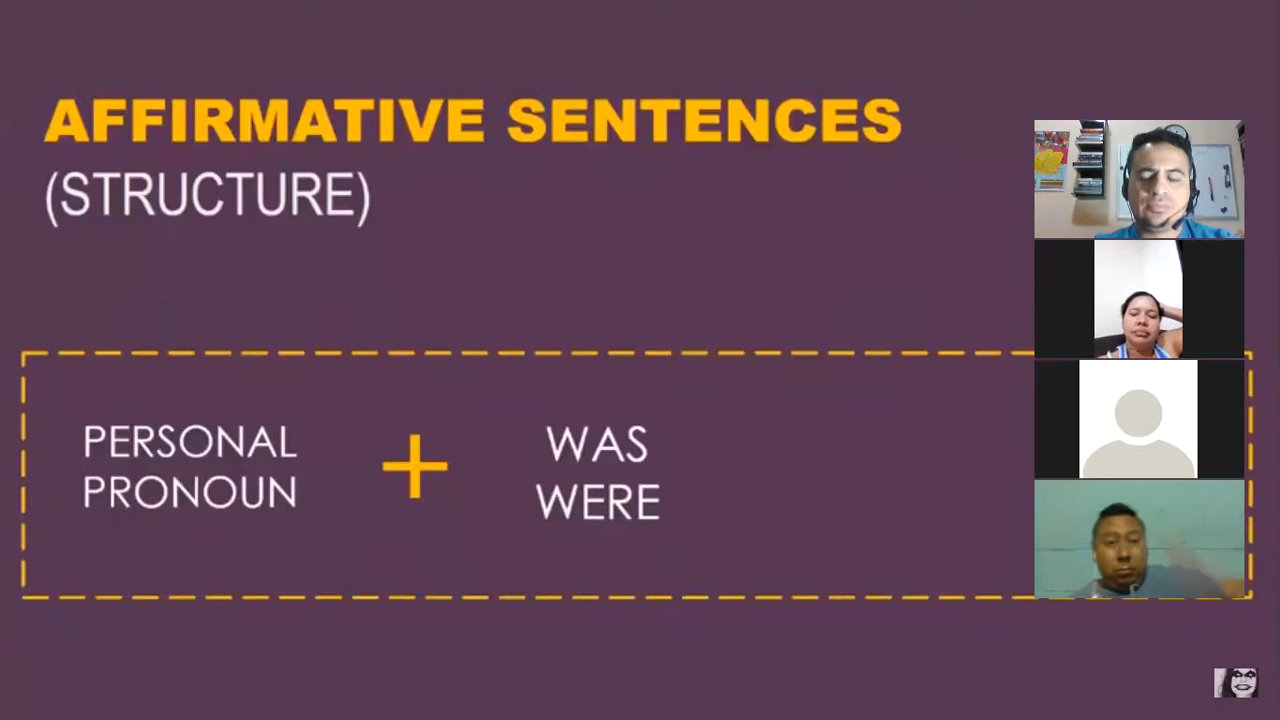 AFFIRMATIVE SENTENCES
(STRUCTURE)
PERSONAL
PRONOUN
+
WAS
WERE